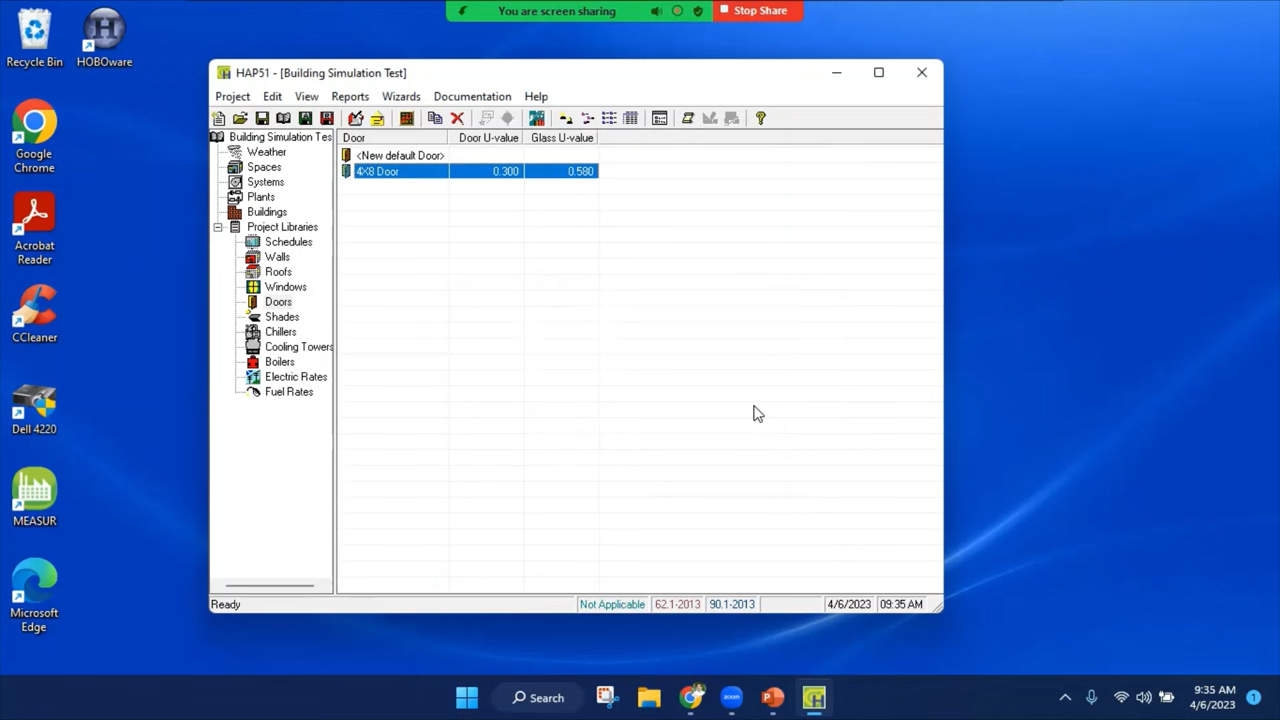 You are screen sharing
Stop Share
Recycle Bin
HOBOware
Google
Chrome
Acrobat
Reader
CCleaner
Dell 4220
MEASUR
Microsoft
Edge
HAP51 - [Building Simulation Test]
Project Edit View Reports Wizards Documentation Help
Building Simulation Tes
Weather
Spaces
Systems
Plants
Buildings
Project Libraries
Schedules
Walls
Roofs
Windows
Doors
Shades
Chillers
Cooling Towers
Boilers
Electric Rates
Fuel Rates
Door Door U-value Glass U-value
<New default Door>
4X8 Door 0.300 0.580
Ready Not Applicable 62.1-2013 90.1-2013 4/6/2023 09:35 AM
Search
zoom
9:35 AM
4/6/2023
1